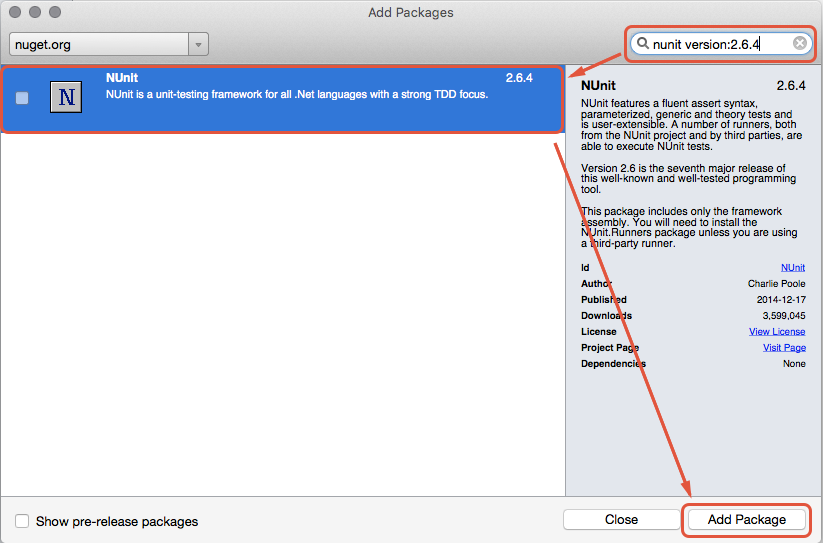 Add Packages
nuget.org
nunit version:2.6.4
N
NUnit 2.6.4
NUnit is a unit-testing framework for all .Net languages with a strong TDD focus.
NUnit 2.6.4
NUnit features a fluent assert syntax,
parameterized, generic and theory tests and
is user-extensible. A number of runners, both
from the NUnit project and by third parties, are
able to execute NUnit tests.
Version 2.6 is the seventh major release of
this well-known and well-tested programming
tool.
This package includes only the framework
assembly. You will need to install the
NUnit.Runners package unless you are using
a third-party runner.
Id NUnit
Author Charlie Poole
Published 2014-12-17
Downloads 3,599,045
License View License
Project Page Visit Page
Dependencies None
Show pre-release packages
Close
Add Package